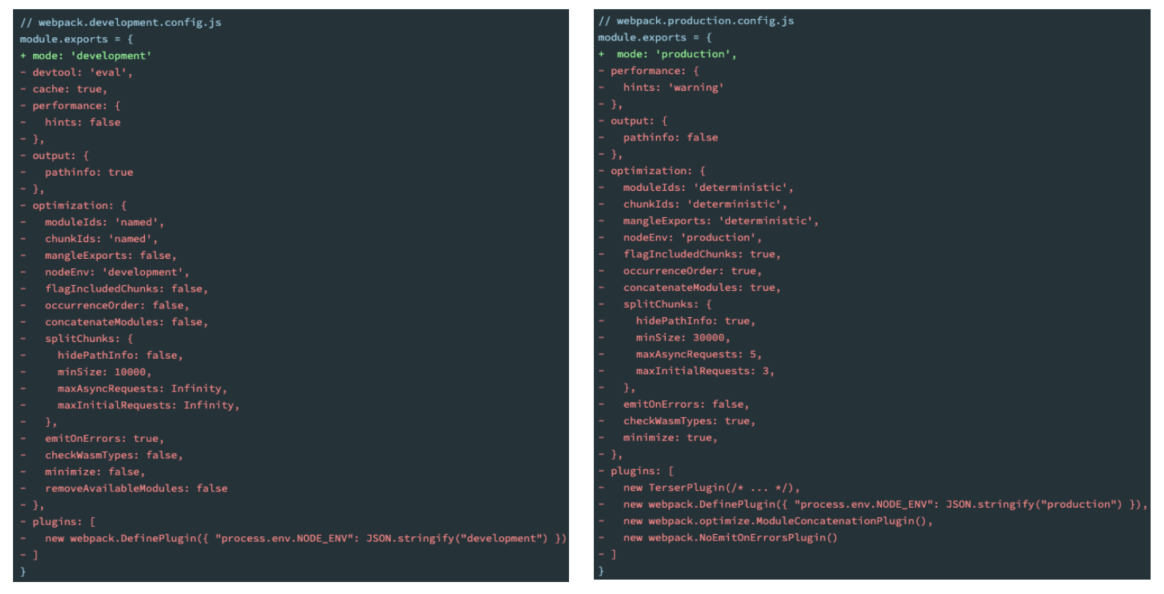 // webpack.development.config.js
module.exports = {
+ mode: 'development'
- devtool: 'eval',
- cache: true,
- performance: {
-   hints: false
- },
- output: {
-   pathinfo: true
- },
- optimization: {
-   moduleIds: 'named',
-   chunkIds: 'named',
-   mangleExports: false,
-   nodeEnv: 'development',
-   flagIncludedChunks: false,
-   occurrenceOrder: false,
-   concatenateModules: false,
-   splitChunks: {
-     hidePathInfo: false,
-     minSize: 10000,
-     maxAsyncRequests: Infinity,
-     maxInitialRequests: Infinity,
-   },
-   emitOnErrors: true,
-   checkWasmTypes: false,
-   minimize: false,
-   removeAvailableModules: false
- },
- plugins: [
-   new webpack.DefinePlugin({ "process.env.NODE_ENV": JSON.stringify("development") })
- ]
}
// webpack.production.config.js
module.exports = {
+  mode: 'production',
- performance: {
-   hints: 'warning'
- },
- output: {
-   pathinfo: false
- },
- optimization: {
-   moduleIds: 'deterministic',
-   chunkIds: 'deterministic',
-   mangleExports: 'deterministic',
-   nodeEnv: 'production',
-   flagIncludedChunks: true,
-   occurrenceOrder: true,
-   concatenateModules: true,
-   splitChunks: {
-     hidePathInfo: true,
-     minSize: 30000,
-     maxAsyncRequests: 5,
-     maxInitialRequests: 3,
-   },
-   emitOnErrors: false,
-   checkWasmTypes: true,
-   minimize: true,
- },
- plugins: [
-   new TerserPlugin(/* ... */),
-   new webpack.DefinePlugin({ "process.env.NODE_ENV": JSON.stringify("production") }),
-   new webpack.optimize.ModuleConcatenationPlugin(),
-   new webpack.NoEmitOnErrorsPlugin()
- ]
}